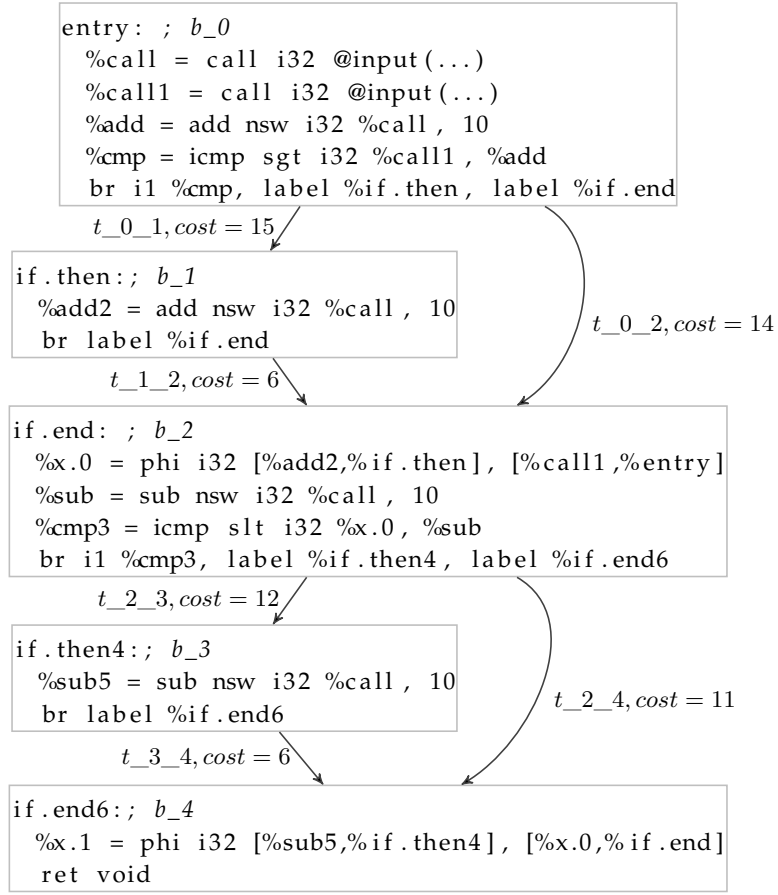 entry: ; b_0
%call = call i32 @input(...)
%call1 = call i32 @input(...)
%add = add nsw i32 %call, 10
%cmp = icmp sgt i32 %call1, %add
br i1 %cmp, label %if.then, label %if.end
t_0_1, cost = 15
if.then:; b_1
%add2 = add nsw i32 %call, 10
br label %if.end
t_0_2, cost = 14
t_1_2, cost = 6
if.end: ; b_2
%x.0 = phi i32 [%add2,%if.then], [%call1,%entry]
%sub = sub nsw i32 %call, 10
%cmp3 = icmp slt i32 %x.0, %sub
br i1 %cmp3, label %if.then4, label %if.end6
t_2_3, cost = 12
if.then4:; b_3
%sub5 = sub nsw i32 %call, 10
br label %if.end6
t_2_4, cost = 11
t_3_4, cost = 6
if.end6:; b_4
%x.1 = phi i32 [%sub5,%if.then4], [%x.0,%if.end]
ret void